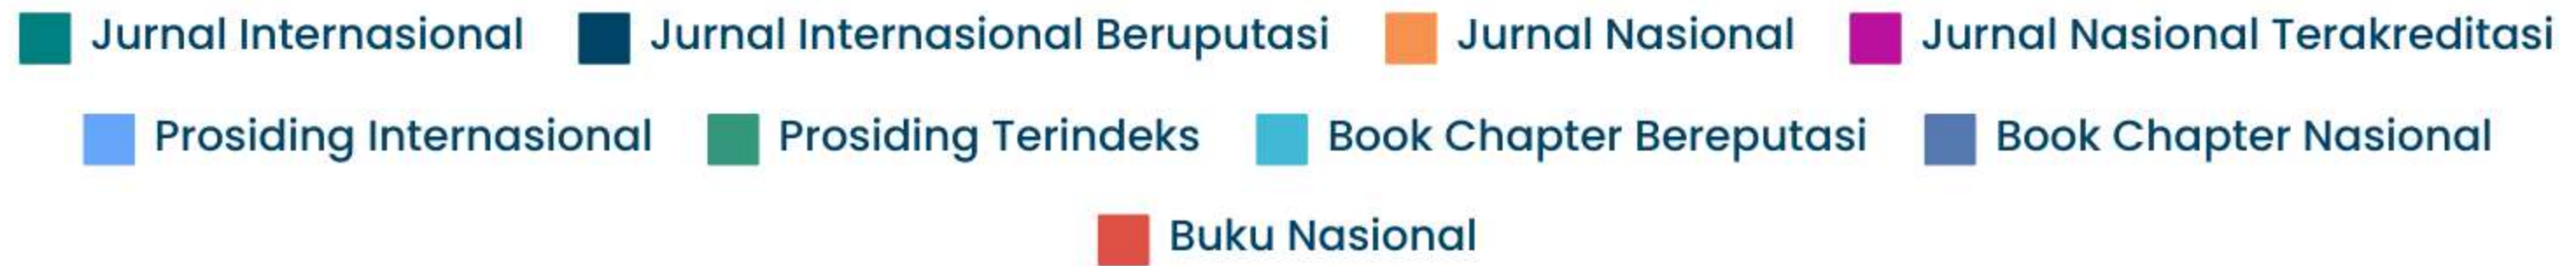 Jurnal Internasional Jurnal Internasional Beruputasi Jurnal Nasional Jurnal Nasional Terakreditasi
Prosiding Internasional Prosiding Terindeks Book Chapter Bereputasi Book Chapter Nasional
Buku Nasional